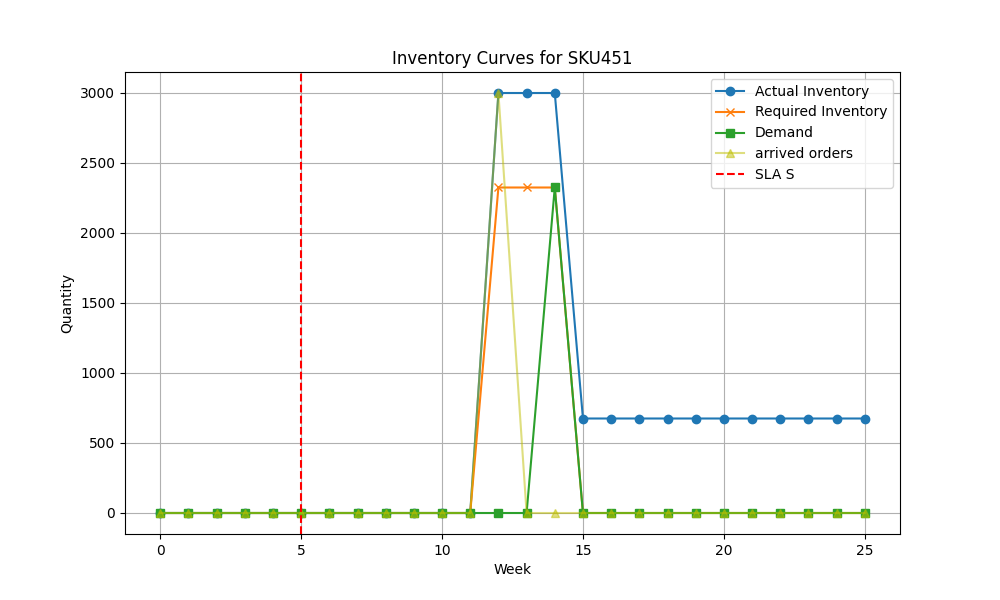 Inventory Curves for SKU451
3000
2500
2000
1500
1000
500
0
Quantity
Actual Inventory
Required Inventory
Demand
arrived orders
SLA S
0 5 10 15 20 25
Week